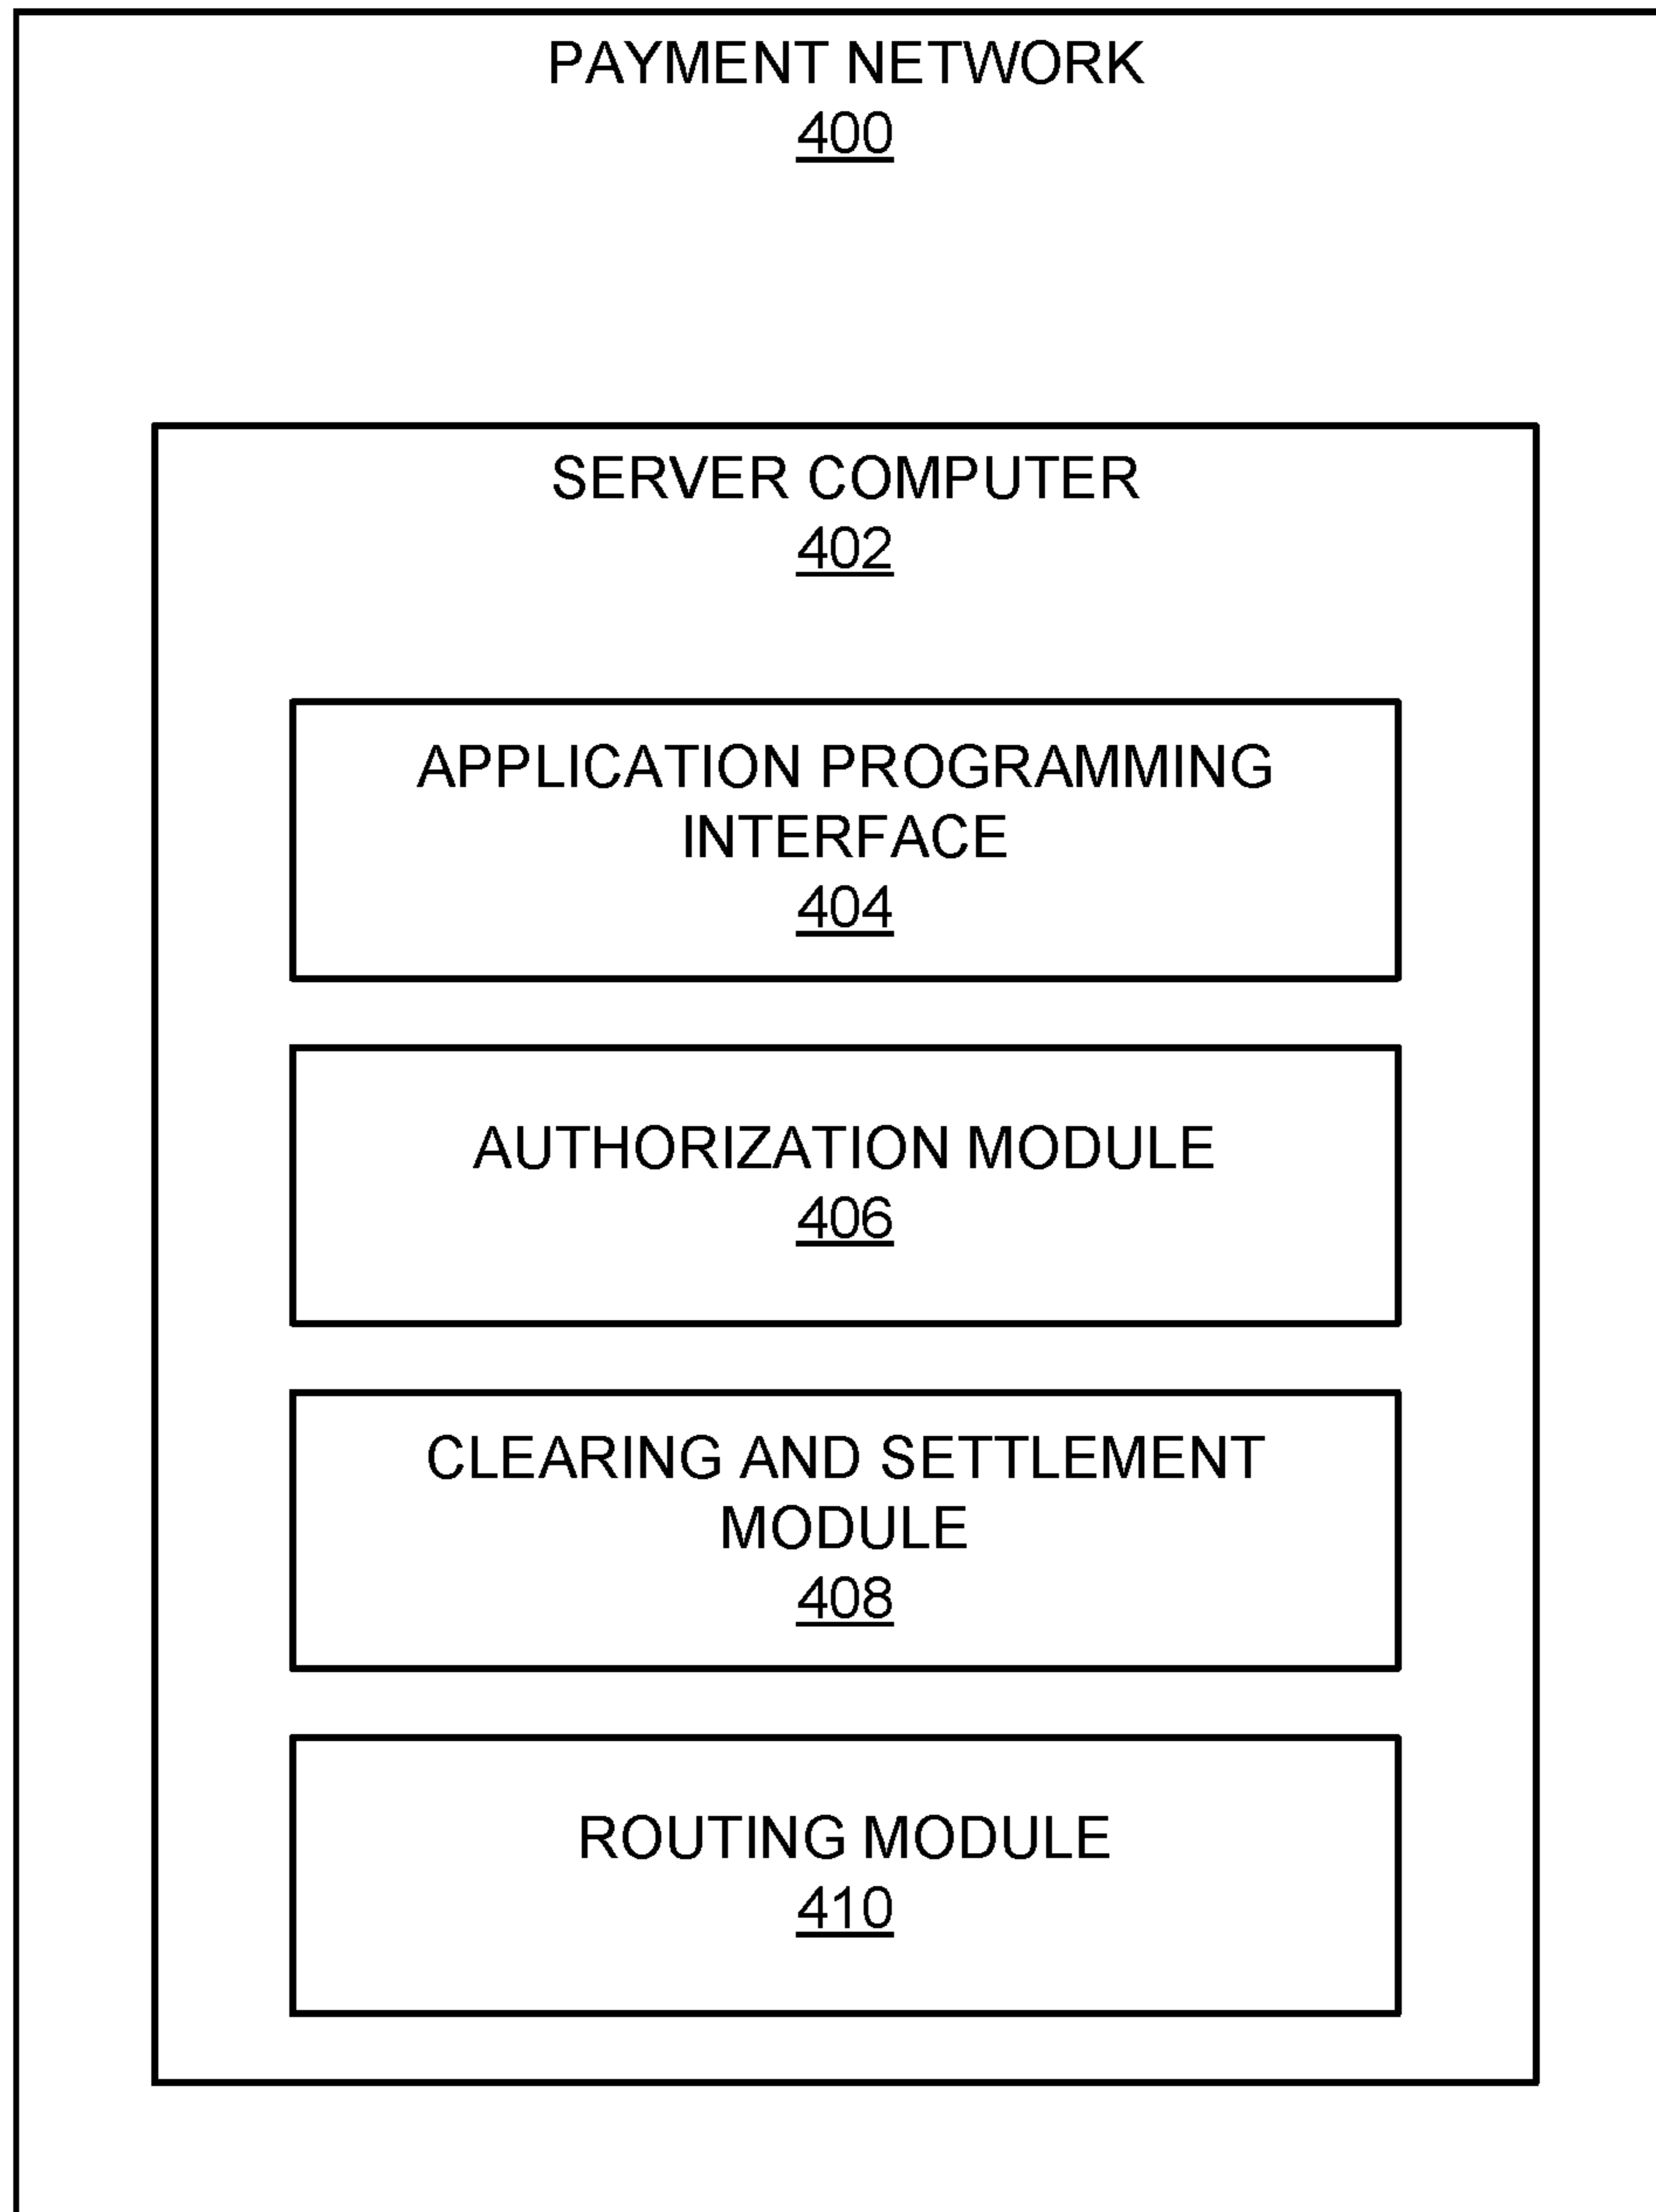 PAYMENT NETWORK
400
SERVER COMPUTER
402
APPLICATION PROGRAMMING
INTERFACE
404
AUTHORIZATION MODULE
406
CLEARING AND SETTLEMENT
MODULE
408
ROUTING MODULE
410